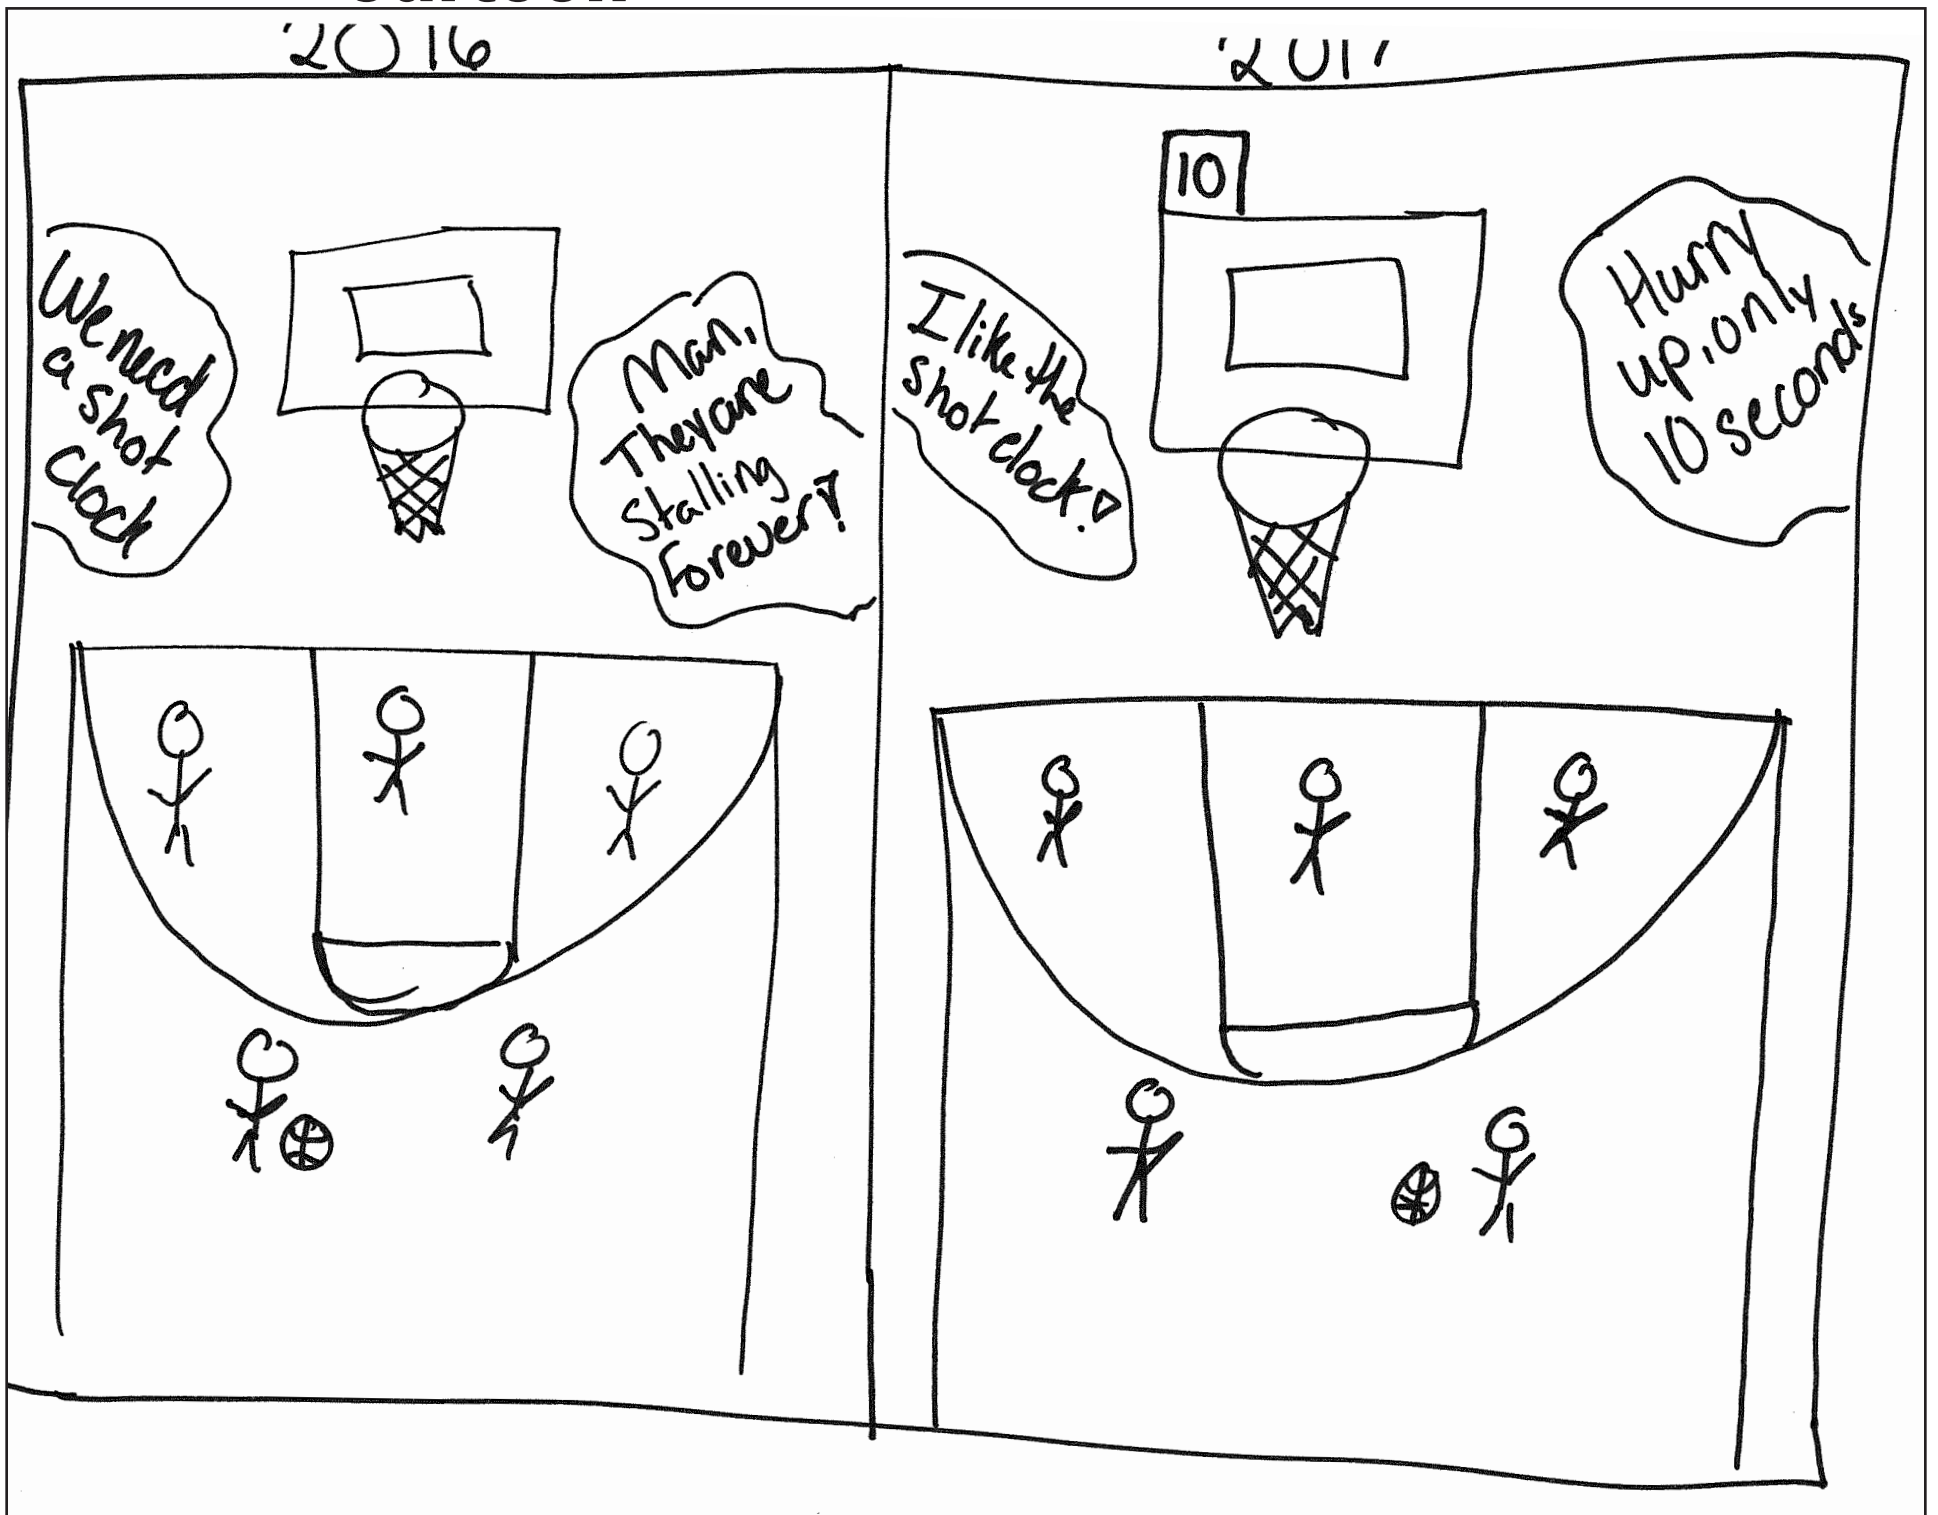 2016
We need
a shot
clock
Man,
They are
Stalling
Forever!
2017
10
I like the
shot clock!
Hurry
up, only
10 seconds